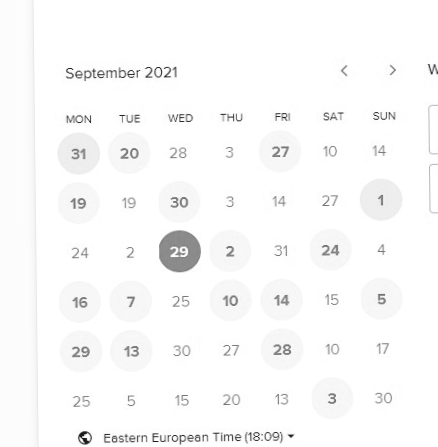 September 2021 < >
MON TUE WED THU FRI SAT SUN
31 20 28 3 27 10 14
19 19 30 3 14 27 1
24 2 29 2 31 24 4
16 7 25 10 14 15 5
29 13 30 27 28 10 17
25 5 15 20 13 3 30
Eastern European Time (18:09)